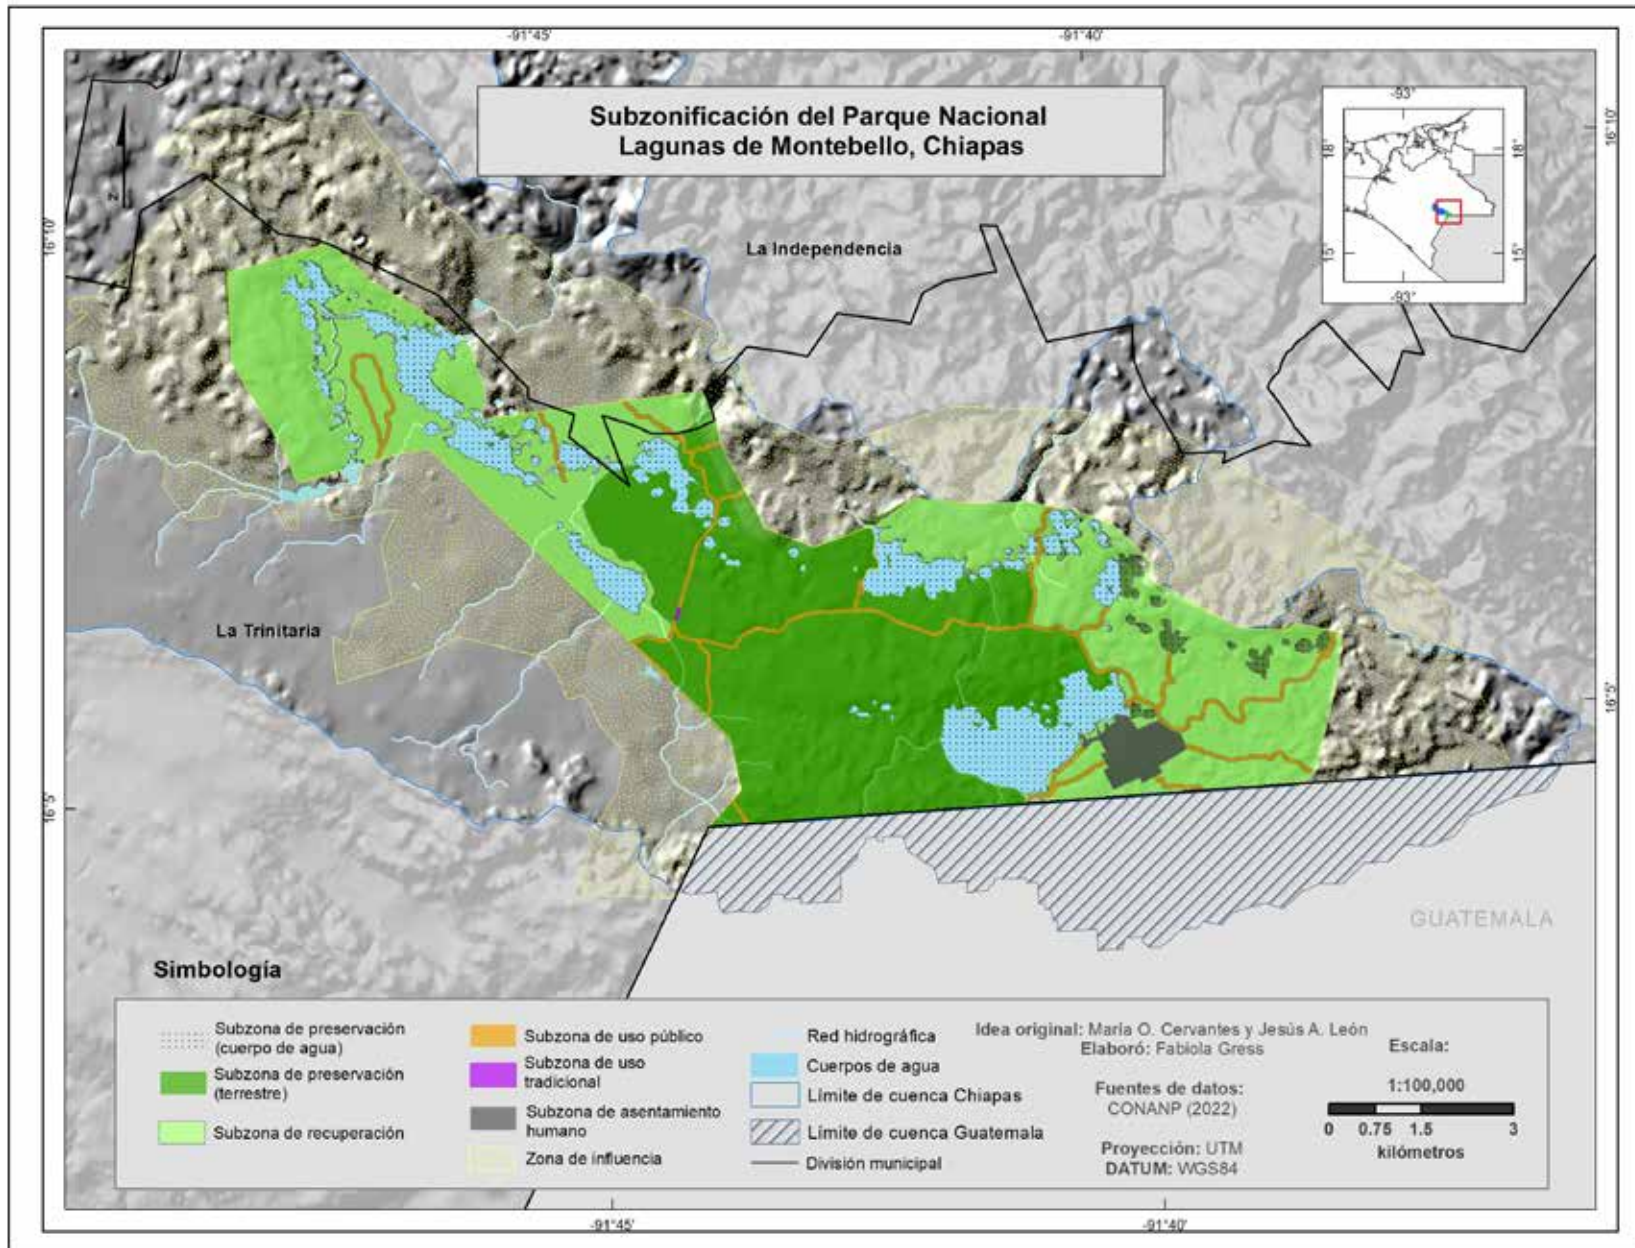 -91°45'
-91°40'
Subzonificación del Parque Nacional
Lagunas de Montebello, Chiapas
-93°
18°
18°
15°
15°
-93°
16°10'
16°10'
N
La Independencia
La Trinitaria
16°5'
16°5'
GUATEMALA
Simbología
Subzona de preservación
(cuerpo de agua)
Subzona de preservación
(terrestre)
Subzona de recuperación
Subzona de uso público
Subzona de uso
tradicional
Subzona de asentamiento
humano
Zona de influencia
Red hidrográfica
Cuerpos de agua
Límite de cuenca Chiapas
Límite de cuenca Guatemala
División municipal
Idea original: María O. Cervantes y Jesús A. León
Elaboró: Fabiola Gress
Fuentes de datos:
CONANP (2022)
Proyección: UTM
DATUM: WGS84
Escala:
1:100,000
0 0.75 1.5 3
kilómetros
-91°45'
-91°40'